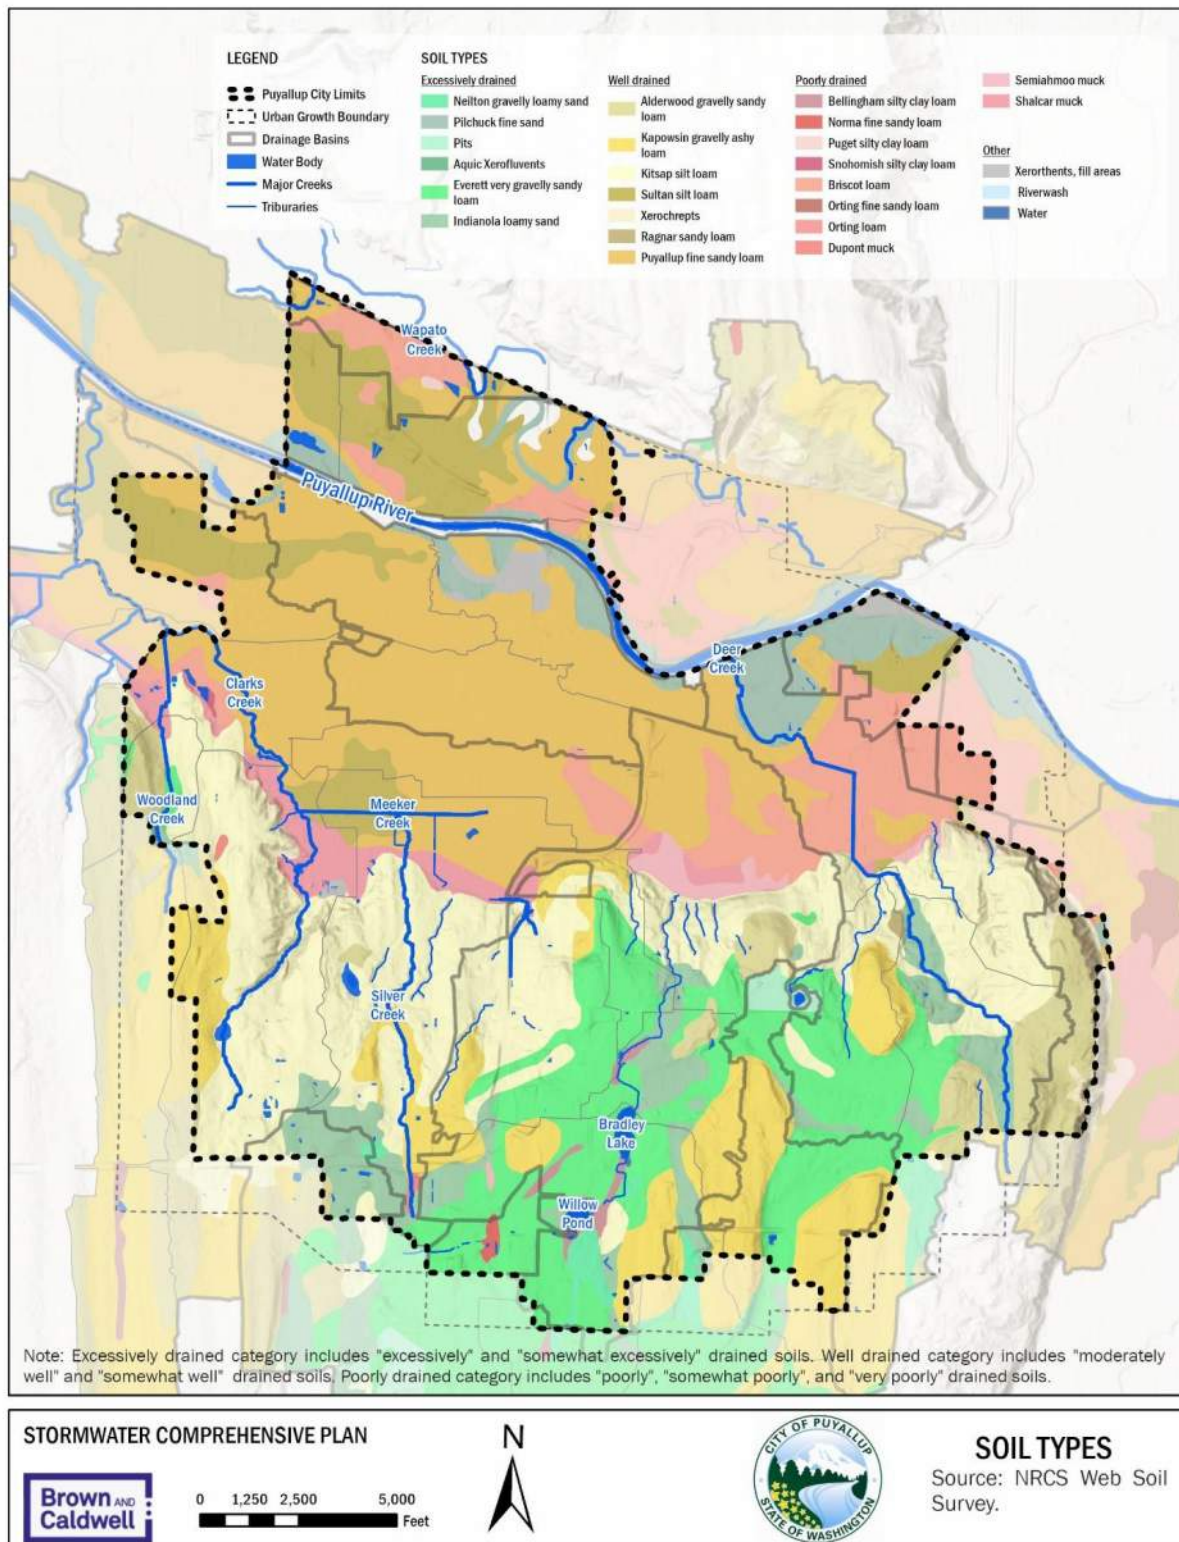 LEGEND
Puyallup City Limits
Urban Growth Boundary
Drainage Basins
Water Body
Major Creeks
Triburaries
SOIL TYPES
Excessively drained
Neilton gravelly loamy sand
Pilchuck fine sand
Pits
Aquic Xerofluvents
Everett very gravelly sandy
loam
Indianola loamy sand
Well drained
Alderwood gravelly sandy
loam
Kapowsin gravelly ashy
loam
Kitsap silt loam
Sultan silt loam
Xerochrepts
Ragnar sandy loam
Puyallup fine sandy loam
Poorly drained
Bellingham silty clay loam
Norma fine sandy loam
Puget silty clay loam
Snohomish silty clay loam
Briscot loam
Orting fine sandy loam
Orting loam
Dupont muck
Semiahmoo muck
Shalcar muck
Other
Xerorthents, fill areas
Riverwash
Water
Wapato
Creek
Puyallup River
Deer
Creek
Clarks
Creek
Woodland
Creek
Meeker
Creek
Silver
Creek
Bradley
Lake
Willow
Pond
Note: Excessively drained category includes "excessively" and "somewhat excessively" drained soils. Well drained category includes "moderately
well" and "somewhat well" drained soils. Poorly drained category includes "poorly", "somewhat poorly", and "very poorly" drained soils.
STORMWATER COMPREHENSIVE PLAN
Brown AND
Caldwell
0 1,250 2,500 5,000
Feet
N
CITY OF PUYALLUP
STATE OF WASHINGTON
SOIL TYPES
Source: NRCS Web Soil
Survey.